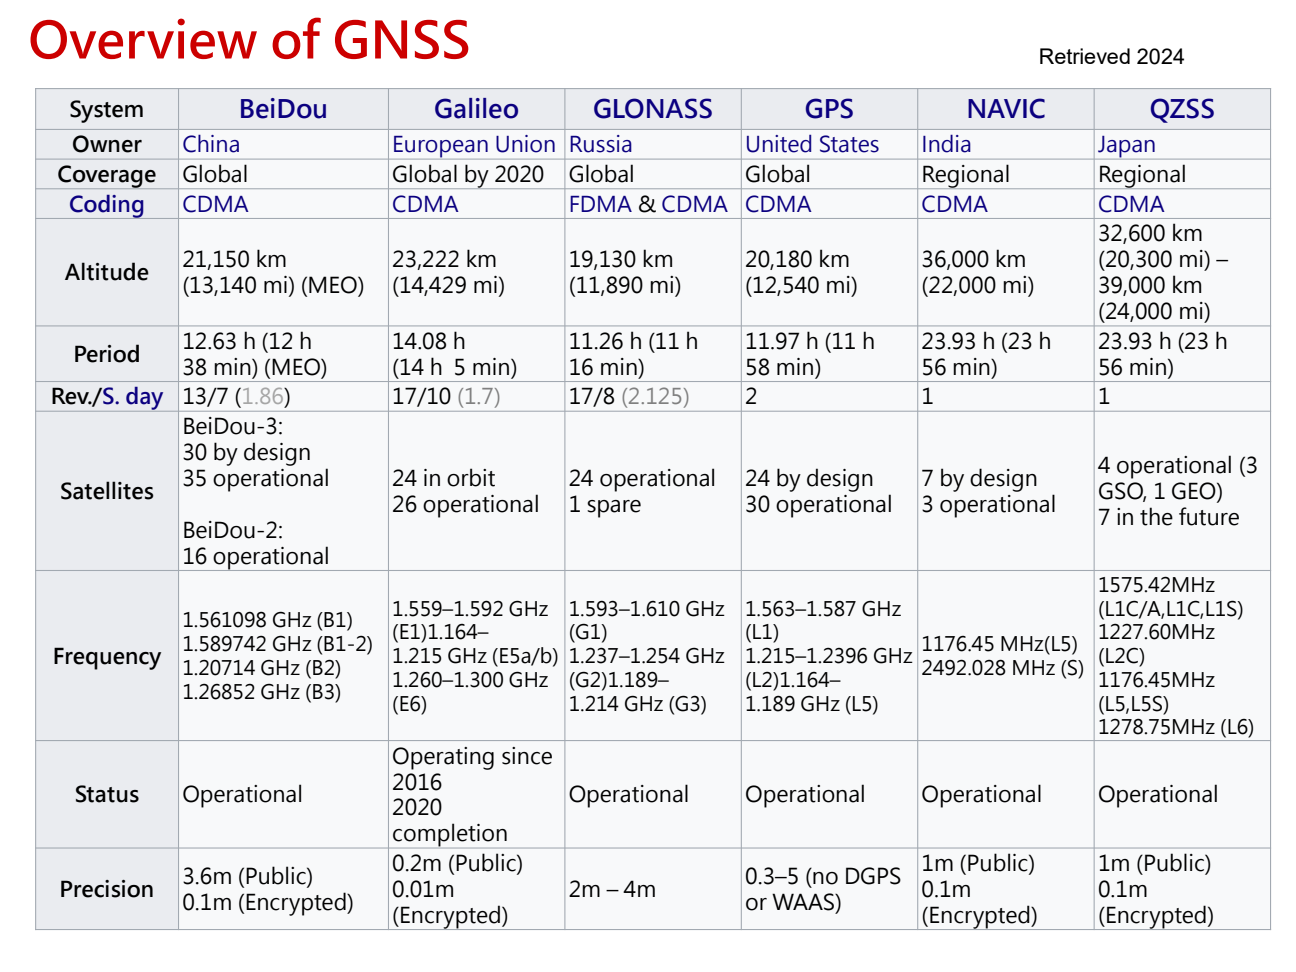 Overview of GNSS
Retrieved 2024
System BeiDou Galileo GLONASS GPS NAVIC QZSS
Owner China European Union Russia United States India Japan
Coverage Global Global by 2020 Global Global Regional Regional
Coding CDMA CDMA FDMA & CDMA CDMA CDMA CDMA
Altitude
21,150 km
(13,140 mi) (MEO)
23,222 km
(14,429 mi)
19,130 km
(11,890 mi)
20,180 km
(12,540 mi)
36,000 km
(22,000 mi)
32,600 km
(20,300 mi) –
39,000 km
(24,000 mi)
Period
12.63 h (12 h
38 min) (MEO)
14.08 h
(14 h 5 min)
11.26 h (11 h
16 min)
11.97 h (11 h
58 min)
23.93 h (23 h
56 min)
23.93 h (23 h
56 min)
Rev./S. day 13/7 (1.86) 17/10 (1.7) 17/8 (2.125) 2 1 1
Satellites
BeiDou-3:
30 by design
35 operational
BeiDou-2:
16 operational
24 in orbit
26 operational
24 operational
1 spare
24 by design
30 operational
7 by design
3 operational
4 operational (3
GSO, 1 GEO)
7 in the future
Frequency
1.561098 GHz (B1)
1.589742 GHz (B1-2)
1.20714 GHz (B2)
1.26852 GHz (B3)
1.559–1.592 GHz
(E1)1.164–
1.215 GHz (E5a/b)
1.260–1.300 GHz
(E6)
1.593–1.610 GHz
(G1)
1.237–1.254 GHz
(G2)1.189–
1.214 GHz (G3)
1.563–1.587 GHz
(L1)
1.215–1.2396 GHz
(L2)1.164–
1.189 GHz (L5)
1176.45 MHz(L5)
2492.028 MHz (S)
1575.42MHz
(L1C/A,L1C,L1S)
1227.60MHz
(L2C)
1176.45MHz
(L5,L5S)
1278.75MHz (L6)
Status
Operational
Operating since
2016
2020
completion
Operational
Operational
Operational
Operational
Precision
3.6m (Public)
0.1m (Encrypted)
0.2m (Public)
0.01m
(Encrypted)
2m – 4m
0.3–5 (no DGPS
or WAAS)
1m (Public)
0.1m
(Encrypted)
1m (Public)
0.1m
(Encrypted)